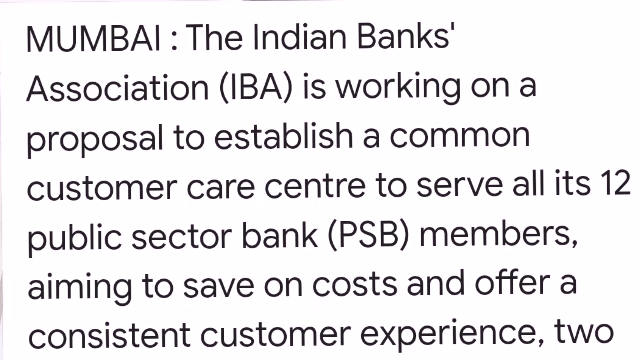 MUMBAI : The Indian Banks'
Association (IBA) is working on a
proposal to establish a common
customer care centre to serve all its 12
public sector bank (PSB) members,
aiming to save on costs and offer a
consistent customer experience, two